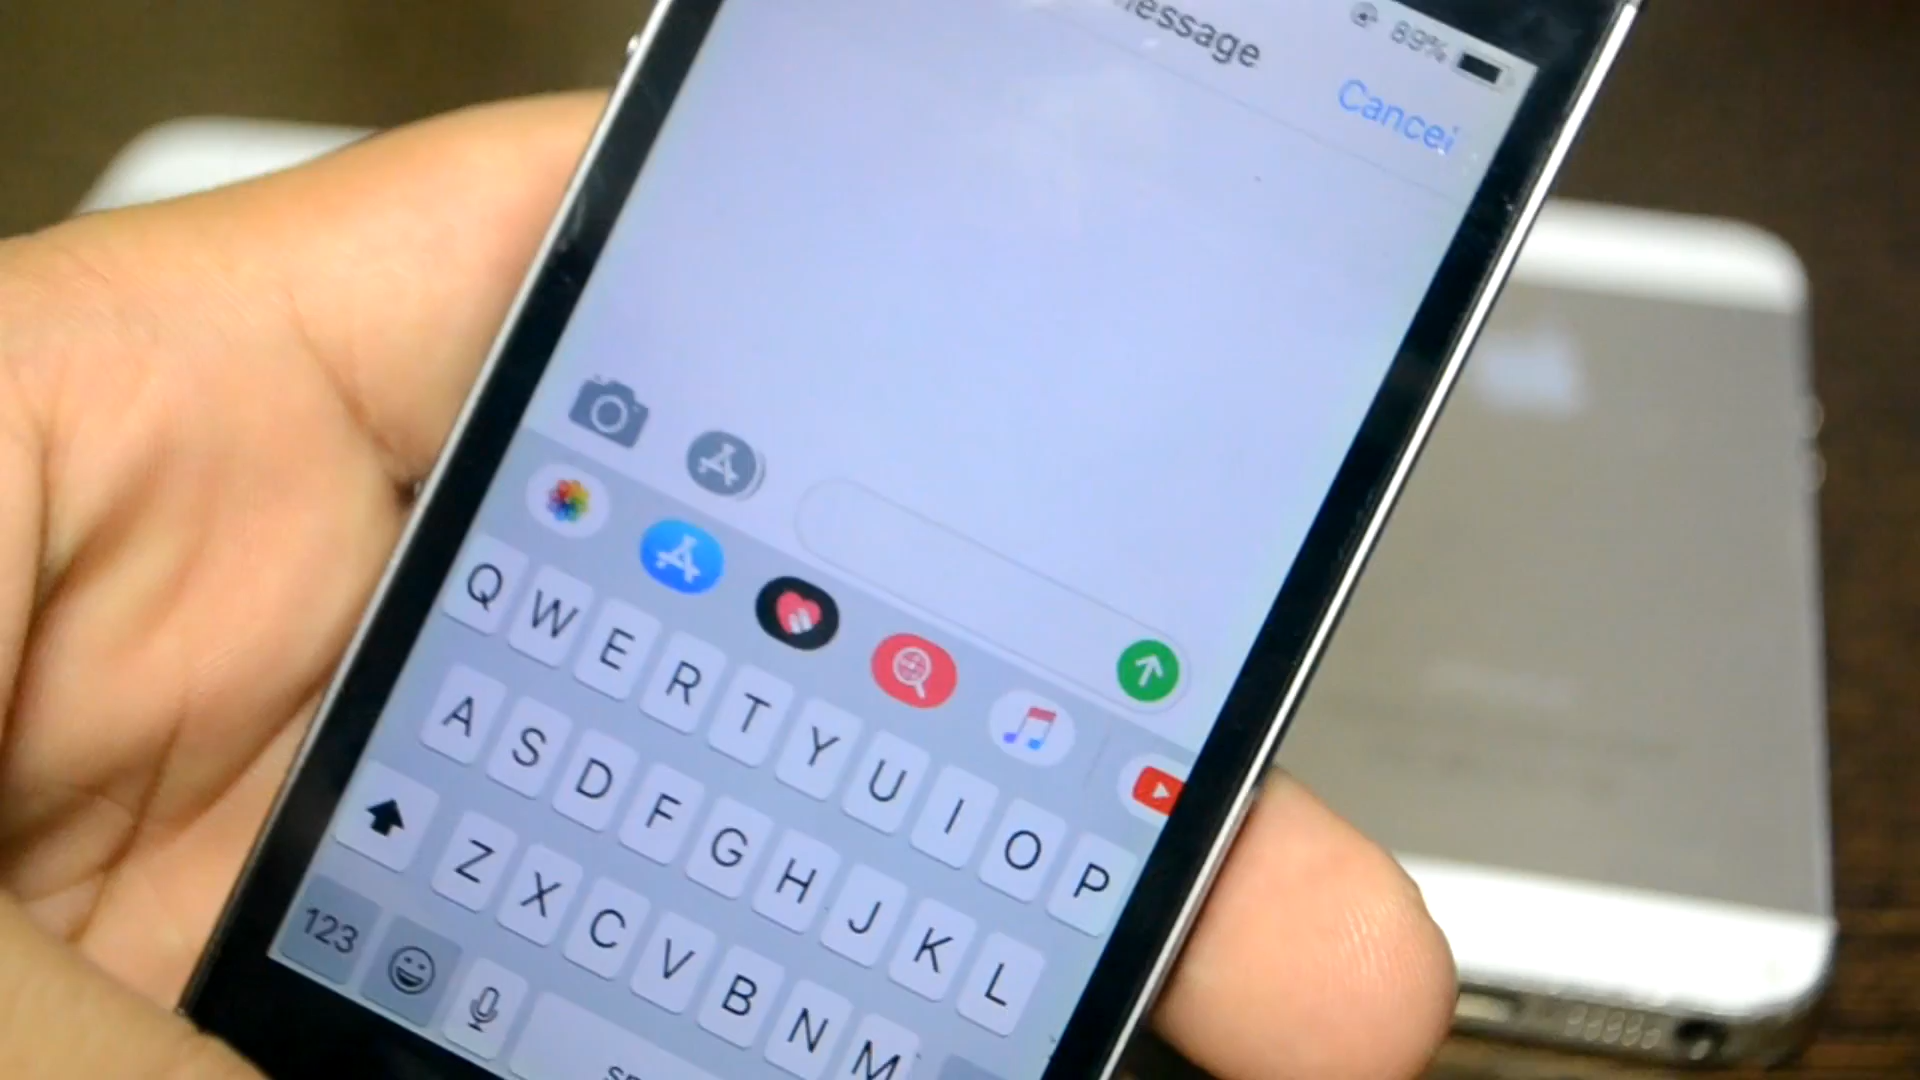 89%
essage
Cancel
Q W E R T Y U I O P
A S D F G H J K L
Z X C V B N M
123